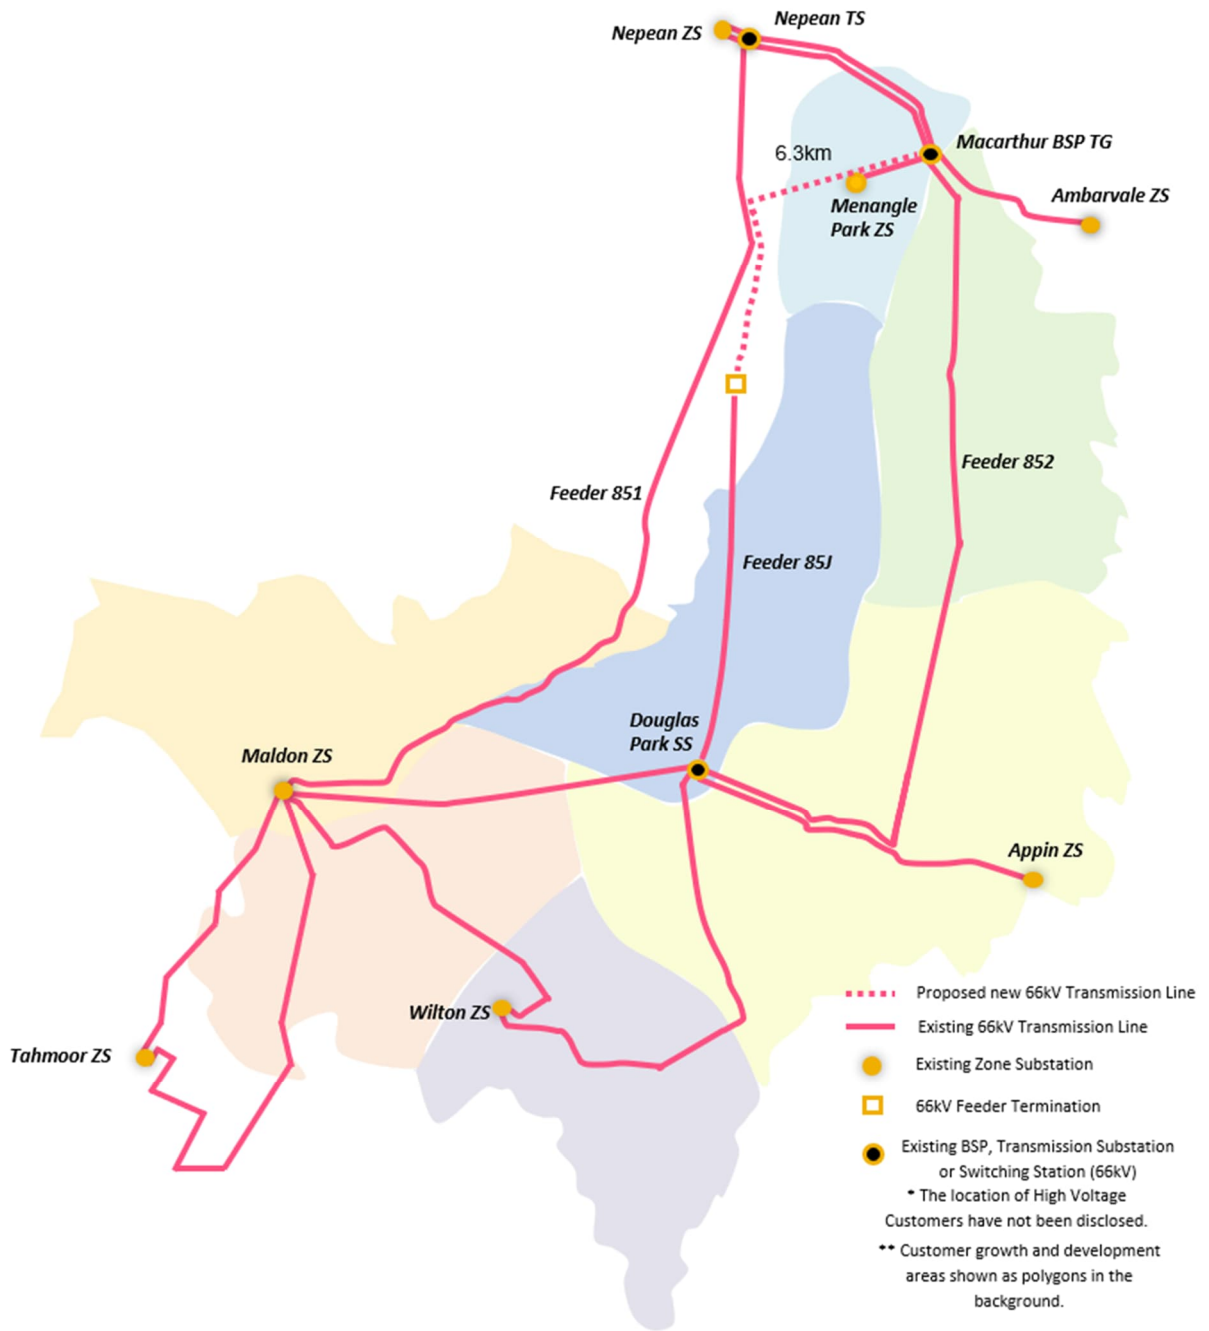 Nepean TS
Nepean ZS
Macarthur BSP TG
6.3km
Ambarvale ZS
Menangle
Park ZS
Feeder 852
Feeder 851
Feeder 85J
Douglas
Park SS
Maldon ZS
Appin ZS
Wilton ZS
Tahmoor ZS
Proposed new 66kV Transmission Line
Existing 66kV Transmission Line
Existing Zone Substation
66kV Feeder Termination
Existing BSP, Transmission Substation
or Switching Station (66kV)
* The location of High Voltage
Customers have not been disclosed.
** Customer growth and development
areas shown as polygons in the
background.